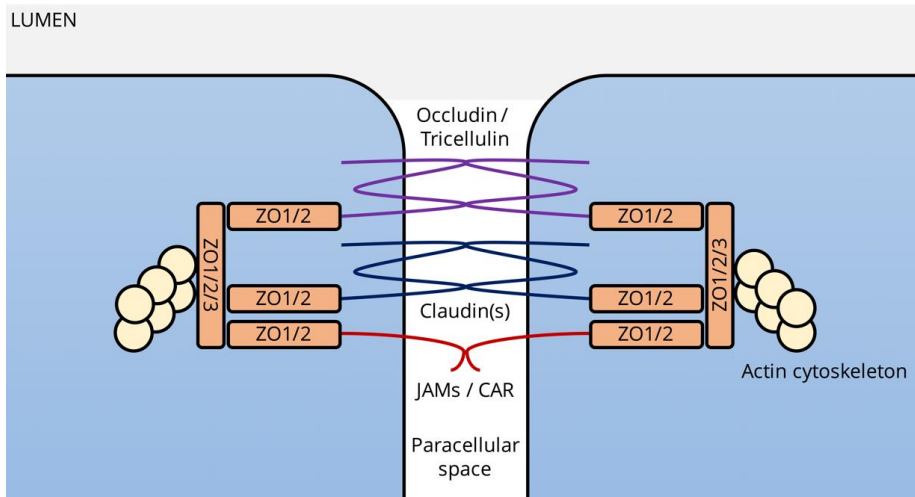 LUMEN
Occludin /
Tricellulin
ZO1/2
ZO1/2
ZO1/2/3
ZO1/2/3
ZO1/2
ZO1/2
Claudin(s)
ZO1/2
ZO1/2
Actin cytoskeleton
JAMs / CAR
Paracellular
space